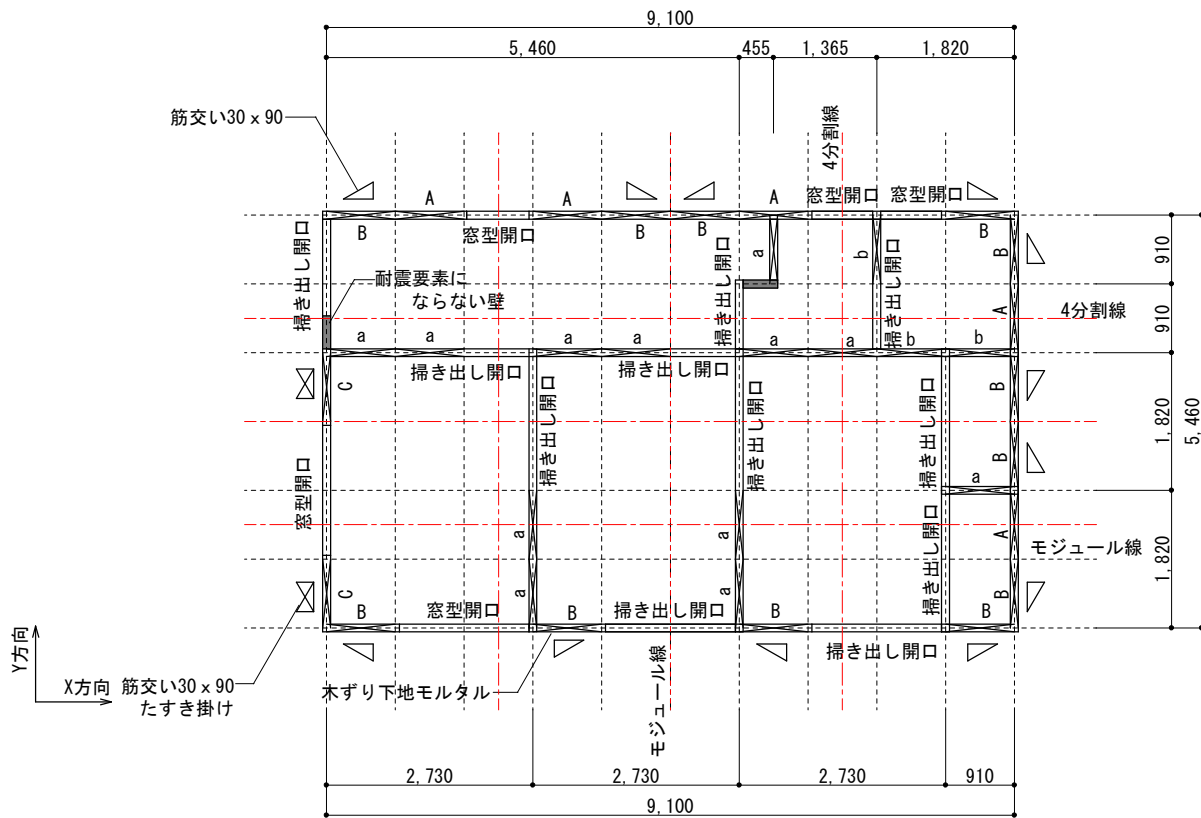 9,100
5,460
455
1,365
1,820
筋交い30×90
4分割線
A
A
A
窓型開口
窓型開口
B
窓型開口
B
B
B
掃き出し開口
掃き出し開口
a
b
掃き出し開口
B
910
耐震要素に
ならない壁
A
4分割線
910
a
a
a
a
a
a
b
b
掃き出し開口
掃き出し開口
C
掃き出し開口
掃き出し開口
掃き出し開口
B
B
1,820
5,460
a
窓型開口
a
a
掃き出し開口
A
モジュール線
1,820
C
a
a
B
B
窓型開口
B
掃き出し開口
B
B
掃き出し開口
Y方向
X方向
筋交い30×90
たすき掛け
木ずり下地モルタル
モジュール線
2,730
2,730
2,730
910
9,100